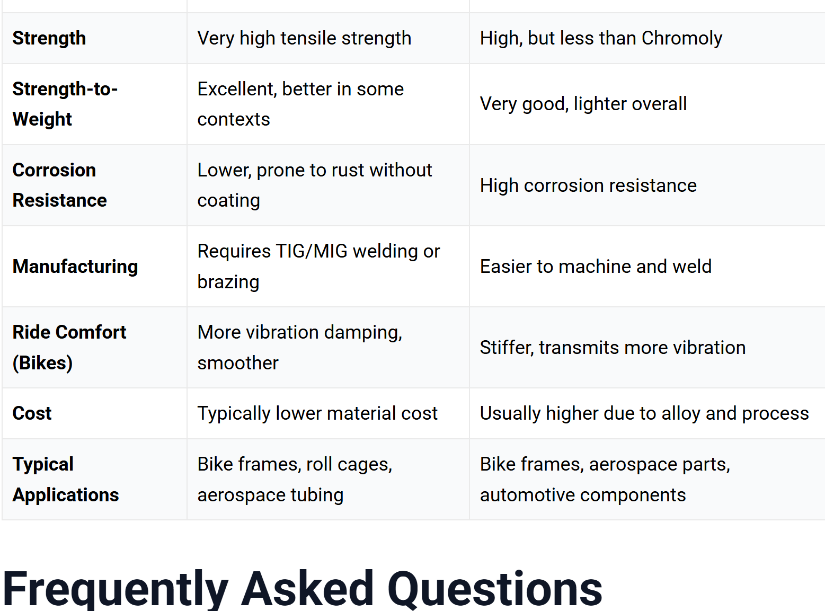 Strength
Very high tensile strength
High, but less than Chromoly
Strength-to-
Weight
Excellent, better in some
contexts
Very good, lighter overall
Corrosion
Resistance
Lower, prone to rust without
coating
High corrosion resistance
Manufacturing
Requires TIG/MIG welding or
brazing
Easier to machine and weld
Ride Comfort
(Bikes)
More vibration damping,
smoother
Stiffer, transmits more vibration
Cost
Typically lower material cost
Usually higher due to alloy and process
Typical
Applications
Bike frames, roll cages,
aerospace tubing
Bike frames, aerospace parts,
automotive components
Frequently Asked Questions